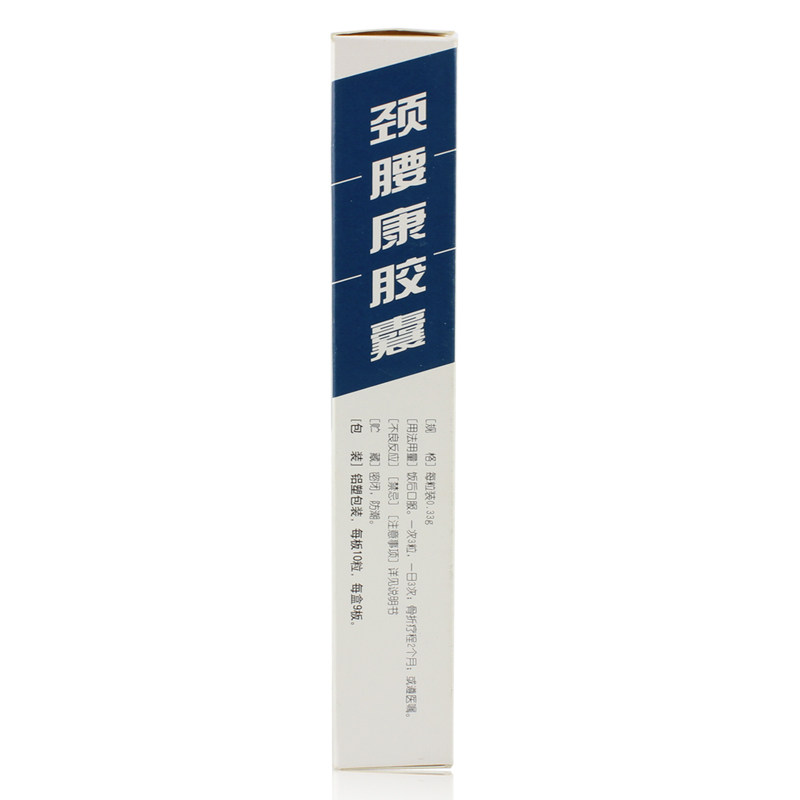 颈腰康胶囊
[规 格] 每粒装0.33g
[用法用量] 饭后口服。一次3粒，一日3次；骨折疗程2个月；或遵医嘱。
[不良反应] [禁忌] [注意事项] 详见说明书
[贮 藏] 密闭，防潮。
[包 装] 铝塑包装，每板10粒，每盒9板。